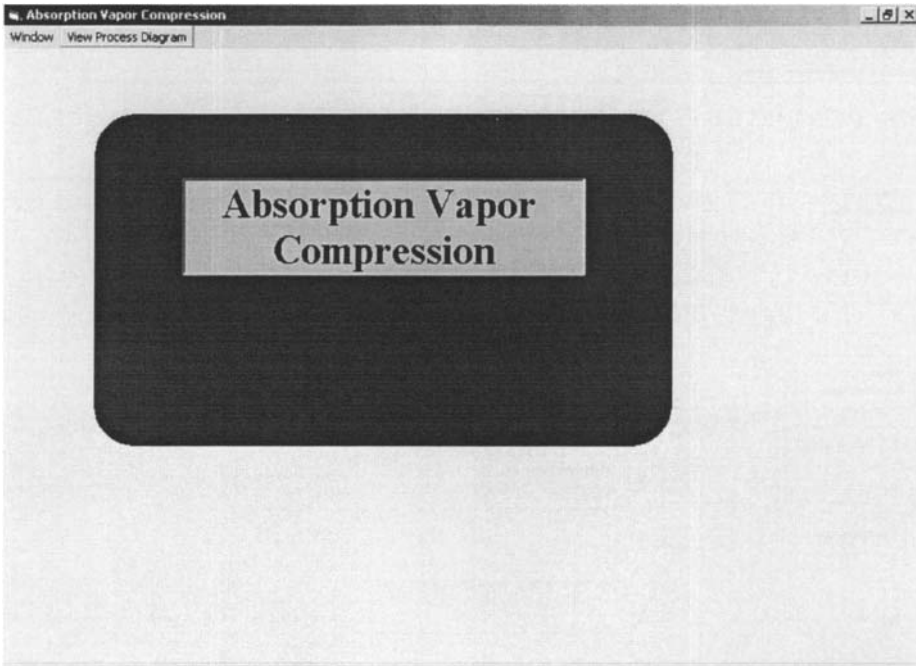 Absorption Vapor Compression
Window View Process Diagram
Absorption Vapor
Compression